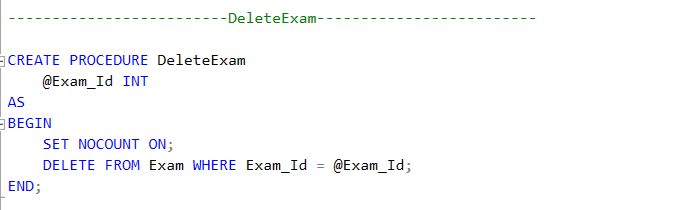 -------------------------DeleteExam-------------------------
CREATE PROCEDURE DeleteExam
    @Exam_Id INT
AS
BEGIN
    SET NOCOUNT ON;
    DELETE FROM Exam WHERE Exam_Id = @Exam_Id;
END;